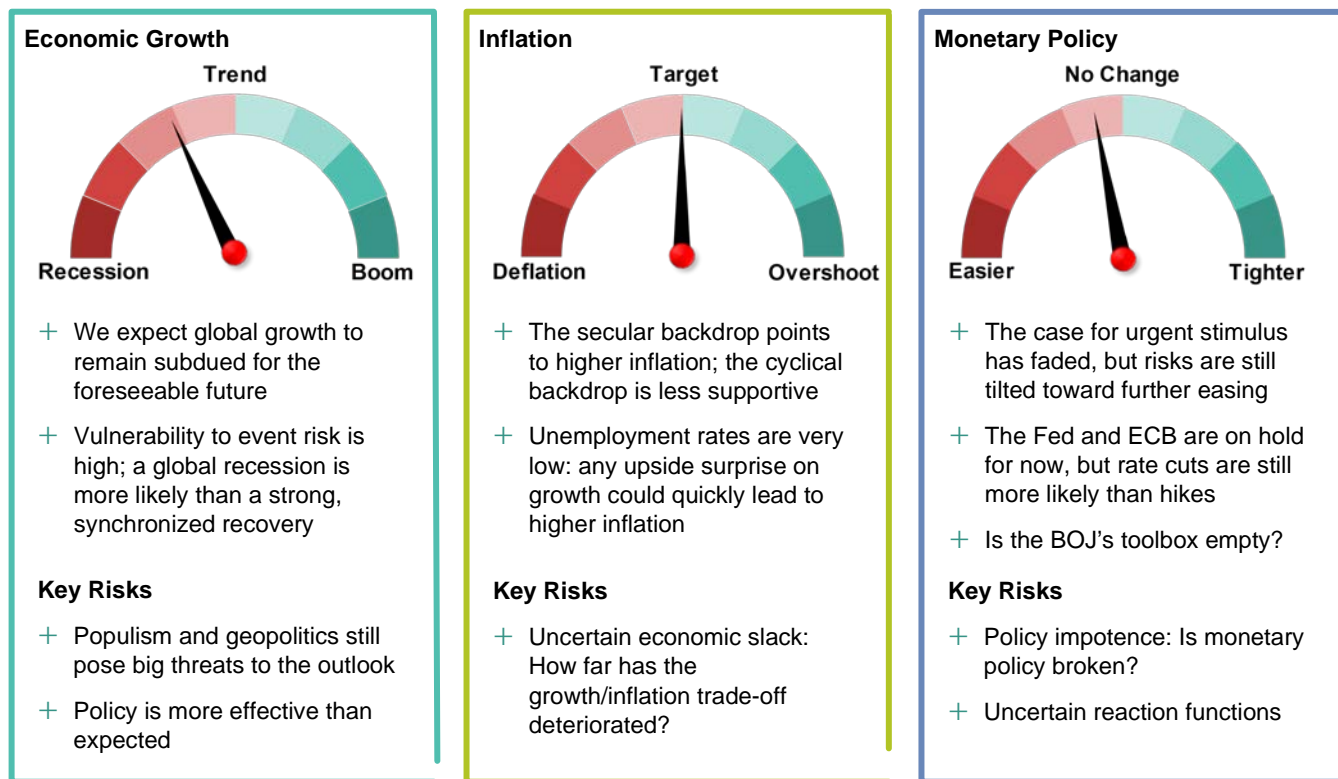 Economic Growth
Trend
Recession
Boom
+ We expect global growth to
remain subdued for the
foreseeable future
+ Vulnerability to event risk is
high; a global recession is
more likely than a strong,
synchronized recovery
Key Risks
+ Populism and geopolitics still
pose big threats to the outlook
+ Policy is more effective than
expected
Inflation
Target
Deflation
Overshoot
+ The secular backdrop points
to higher inflation; the cyclical
backdrop is less supportive
+ Unemployment rates are very
low: any upside surprise on
growth could quickly lead to
higher inflation
Key Risks
+ Uncertain economic slack:
How far has the
growth/inflation trade-off
deteriorated?
Monetary Policy
No Change
Easier
Tighter
+ The case for urgent stimulus
has faded, but risks are still
tilted toward further easing
+ The Fed and ECB are on hold
for now, but rate cuts are still
more likely than hikes
+ Is the BOJ's toolbox empty?
Key Risks
+ Policy impotence: Is monetary
policy broken?
+ Uncertain reaction functions